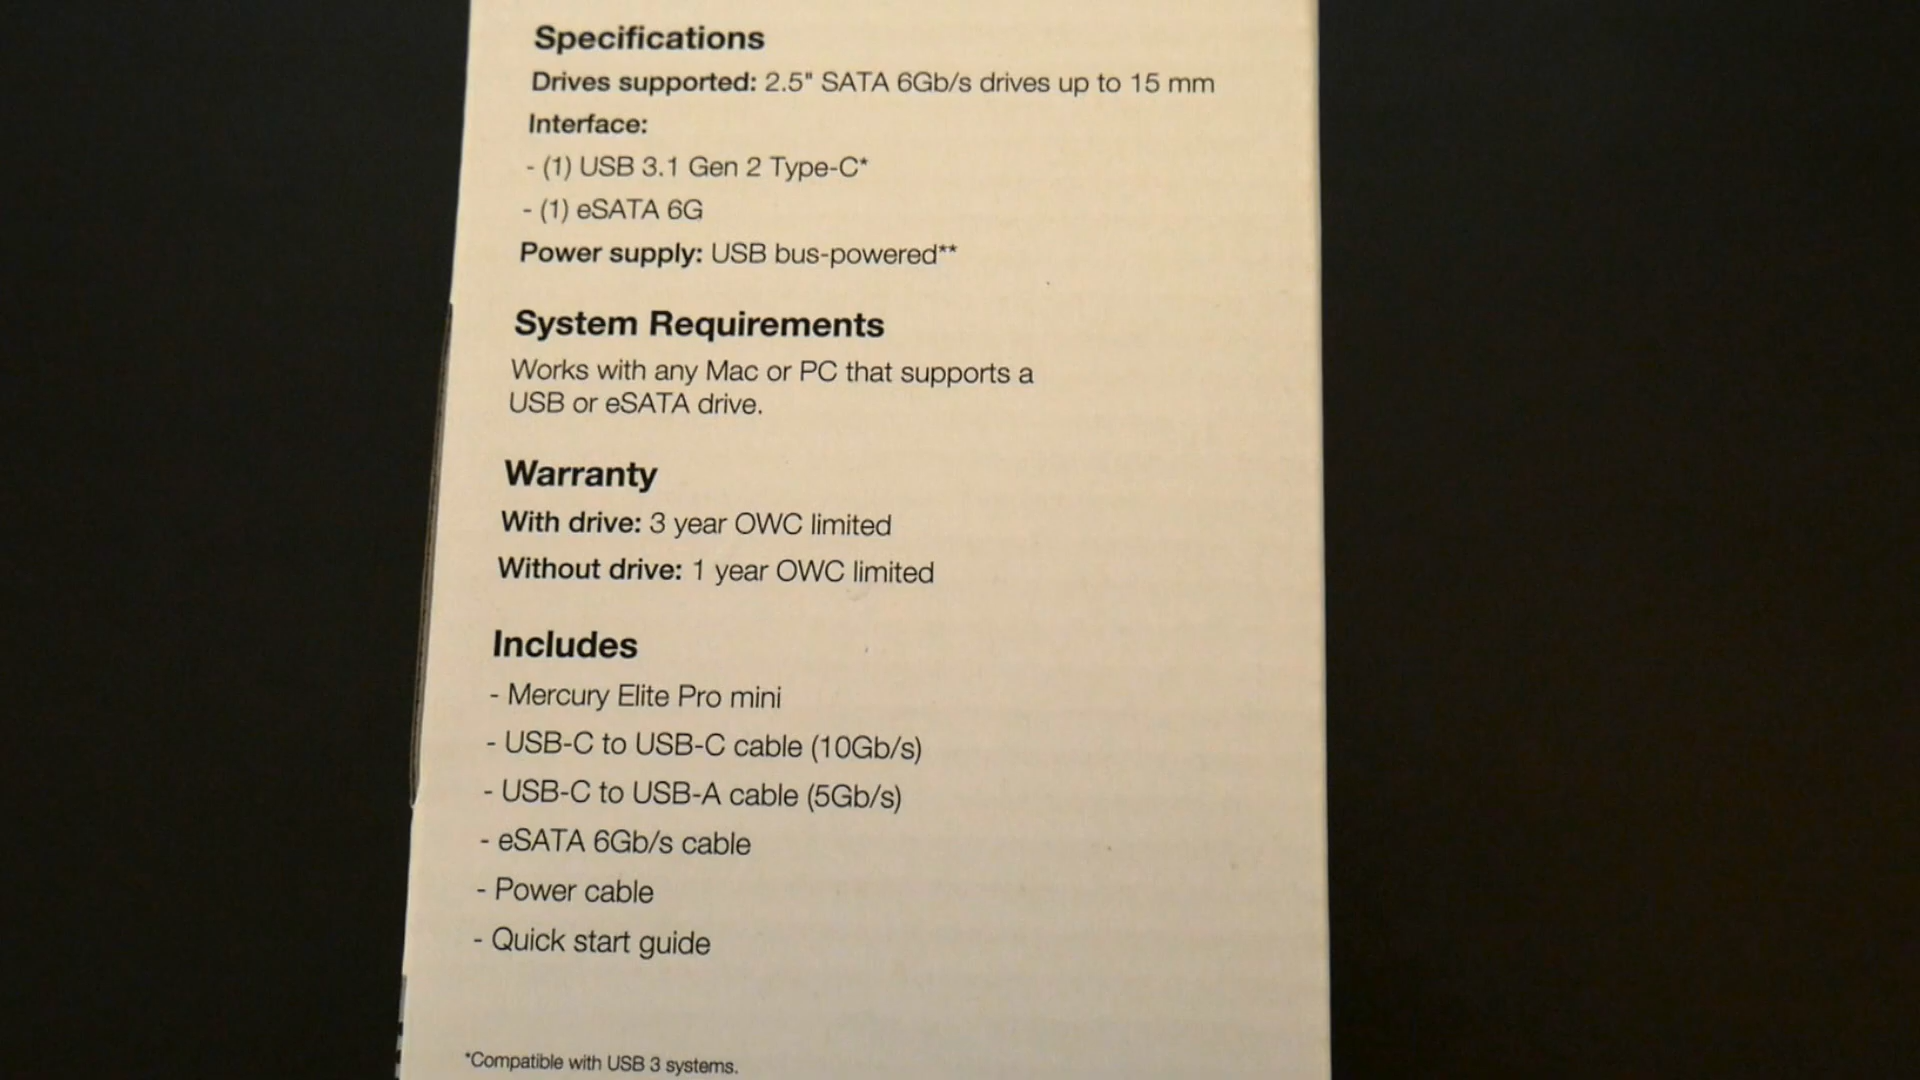 Specifications
Drives supported: 2.5" SATA 6Gb/s drives up to 15 mm
Interface:
- (1) USB 3.1 Gen 2 Type-C*
- (1) eSATA 6G
Power supply: USB bus-powered**
System Requirements
Works with any Mac or PC that supports a
USB or eSATA drive.
Warranty
With drive: 3 year OWC limited
Without drive: 1 year OWC limited
Includes
- Mercury Elite Pro mini
- USB-C to USB-C cable (10Gb/s)
- USB-C to USB-A cable (5Gb/s)
- eSATA 6Gb/s cable
- Power cable
- Quick start guide
*Compatible with USB 3 systems.